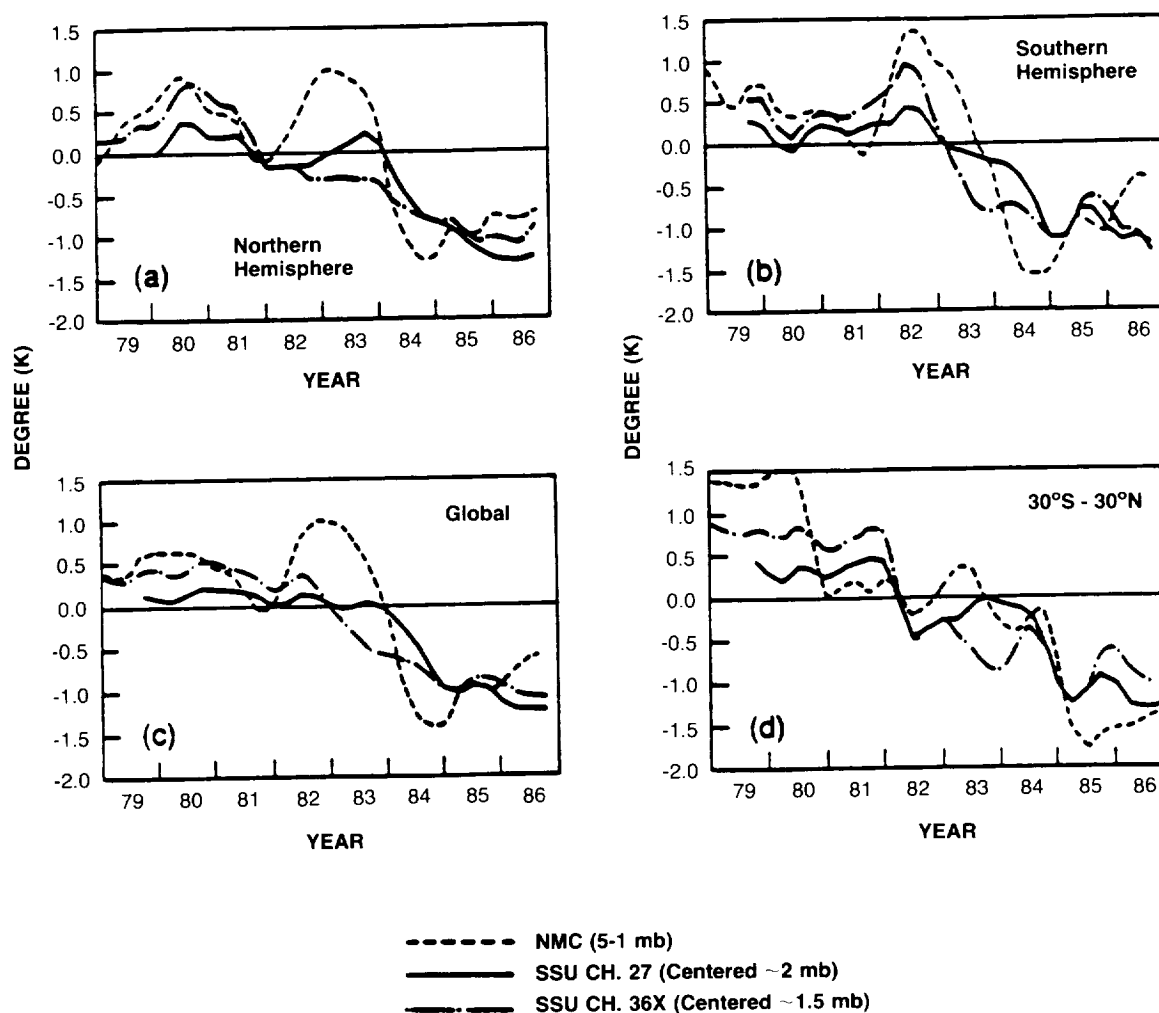 1.5
1.0
0.5
0.0
-0.5
-1.0
-1.5
-2.0
Northern
Hemisphere
(a)
79 80 81 82 83 84 85 86
YEAR
1.5
1.0
0.5
0.0
-0.5
-1.0
-1.5
-2.0
Southern
Hemisphere
(b)
79 80 81 82 83 84 85 86
YEAR
DEGREE (K)
DEGREE (K)
1.5
1.0
0.5
0.0
-0.5
-1.0
-1.5
-2.0
Global
(c)
79 80 81 82 83 84 85 86
YEAR
1.5
1.0
0.5
0.0
-0.5
-1.0
-1.5
-2.0
30°S - 30°N
(d)
79 80 81 82 83 84 85 86
YEAR
NMC (5-1 mb)
SSU CH. 27 (Centered ~2 mb)
SSU CH. 36X (Centered ~1.5 mb)